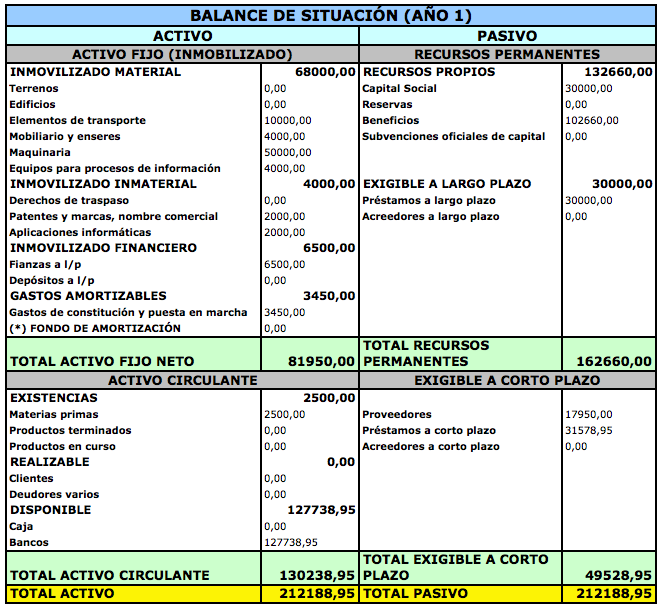 BALANCE DE SITUACIÓN (AÑO 1)
ACTIVO PASIVO
ACTIVO FIJO (INMOBILIZADO) RECURSOS PERMANENTES
INMOVILIZADO MATERIAL 68000,00 RECURSOS PROPIOS 132660,00
Terrenos 0,00 Capital Social 30000,00
Edificios 0,00 Reservas 0,00
Elementos de transporte 10000,00 Beneficios 102660,00
Mobiliario y enseres 4000,00 Subvenciones oficiales de capital 0,00
Maquinaria 50000,00
Equipos para procesos de información 4000,00
INMOVILIZADO INMATERIAL 4000,00 EXIGIBLE A LARGO PLAZO 30000,00
Derechos de traspaso 0,00 Préstamos a largo plazo 30000,00
Patentes y marcas, nombre comercial 2000,00 Acreedores a largo plazo 0,00
Aplicaciones informáticas 2000,00
INMOVILIZADO FINANCIERO 6500,00
Fianzas a l/p 6500,00
Depósitos a l/p 0,00
GASTOS AMORTIZABLES 3450,00
Gastos de constitución y puesta en marcha 3450,00
(*) FONDO DE AMORTIZACIÓN 0,00
TOTAL RECURSOS
TOTAL ACTIVO FIJO NETO 81950,00 PERMANENTES 162660,00
ACTIVO CIRCULANTE EXIGIBLE A CORTO PLAZO
EXISTENCIAS 2500,00
Materias primas 2500,00 Proveedores 17950,00
Productos terminados 0,00 Préstamos a corto plazo 31578,95
Productos en curso 0,00 Acreedores a corto plazo 0,00
REALIZABLE 0,00
Clientes 0,00
Deudores varios 0,00
DISPONIBLE 127738,95
Caja 0,00
Bancos 127738,95
TOTAL EXIGIBLE A CORTO
TOTAL ACTIVO CIRCULANTE 130238,95 PLAZO 49528,95
TOTAL ACTIVO 212188,95 TOTAL PASIVO 212188,95